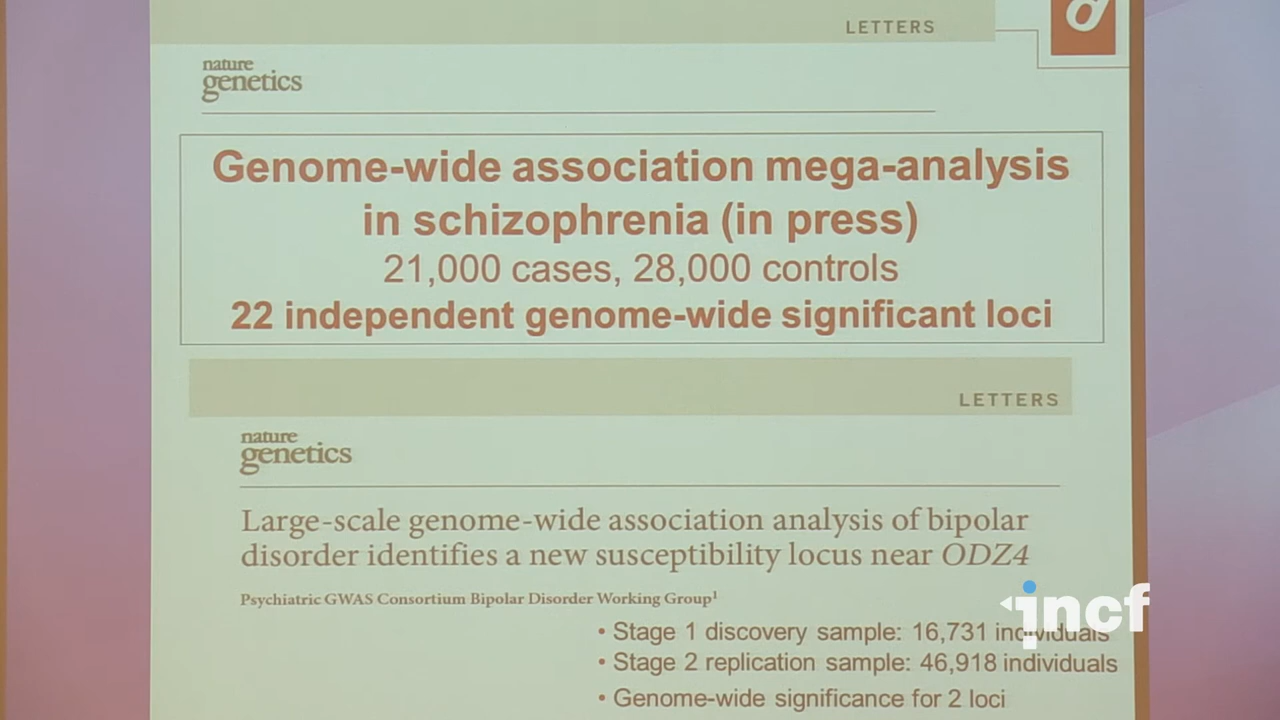 LETTERS
nature
genetics
Genome-wide association mega-analysis
in schizophrenia (in press)
21,000 cases, 28,000 controls
22 independent genome-wide significant loci
LETTERS
nature
genetics
Large-scale genome-wide association analysis of bipolar
disorder identifies a new susceptibility locus near ODZ4
Psychiatric GWAS Consortium Bipolar Disorder Working Group¹
incf
• Stage 1 discovery sample: 16,731 individuals
• Stage 2 replication sample: 46,918 individuals
• Genome-wide significance for 2 loci